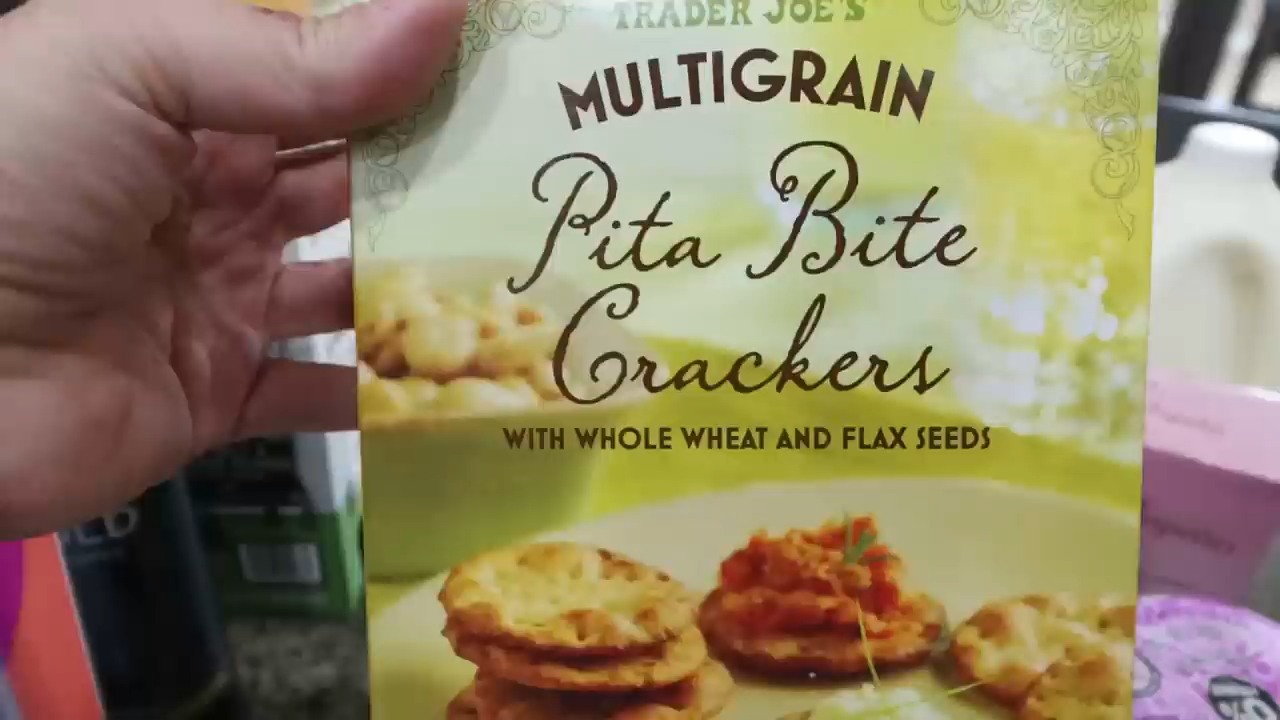 TRADER JOE'S
MULTIGRAIN
Pita Bite
Crackers
WITH WHOLE WHEAT AND FLAX SEEDS